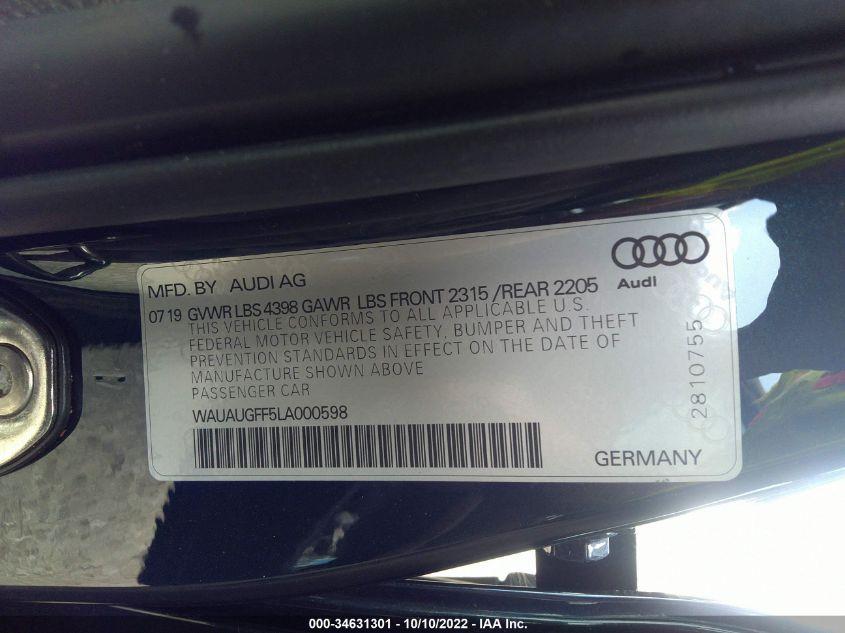 MFD. BY AUDI AG
Audi
07 19 GVWR LBS 4398 GAWR LBS FRONT 2315 /REAR 2205
THIS VEHICLE CONFORMS TO ALL APPLICABLE U.S.
FEDERAL MOTOR VEHICLE SAFETY, BUMPER AND THEFT
PREVENTION STANDARDS IN EFFECT ON THE DATE OF
MANUFACTURE SHOWN ABOVE
PASSENGER CAR
WAUAUGFF5LA000598
2810755
GERMANY
000-34631301 - 10/10/2022 - IAA Inc.